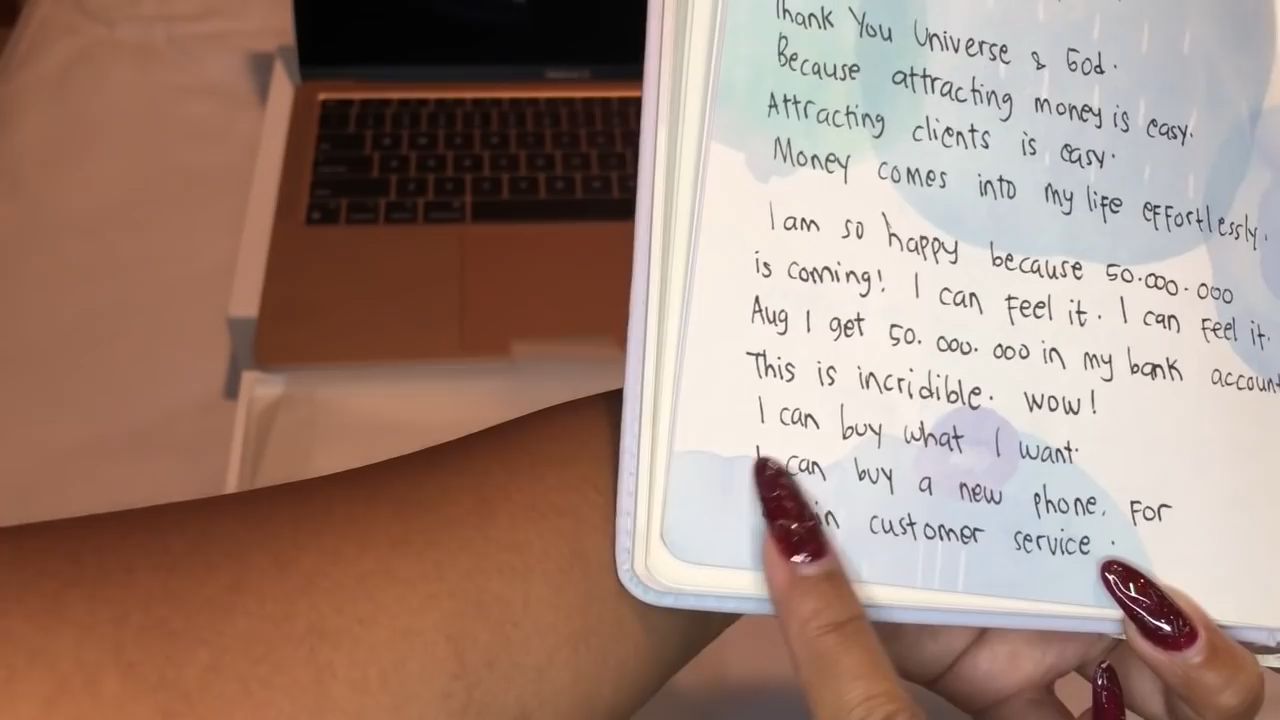 Thank You Universe & God.
Because attracting money is easy.
Attracting clients is easy.
Money comes into my life effortlessly.
I am so happy because 50.000.000
is coming! I can feel it. I can feel it.
Aug I get 50.000.000 in my bank account
This is incridible. wow!
I can buy what I want.
I can buy a new phone. For
customer service.